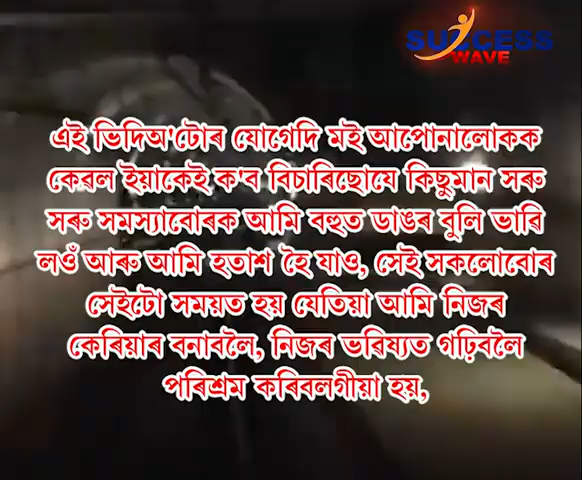 SUCCESS
WAVE
এই ভিদিঅ'টোৰ যোগেদি মই আপোনালোকক
কেৱল ইয়াকেই ক'ব বিচাৰিছোযে কিছুমান সৰু
সৰু সমস্যাবোৰক আমি বহুত ডাঙৰ বুলি ভাবি
লওঁ আৰু আমি হতাশ হৈ যাও, সেই সকলোবোৰ
সেইটো সময়ত হয় যেতিয়া আমি নিজৰ
কেৰিয়াৰ বনাবলৈ, নিজৰ ভৱিষ্যত গঢ়িবলৈ
পৰিশ্ৰম কৰিবলগীয়া হয়,